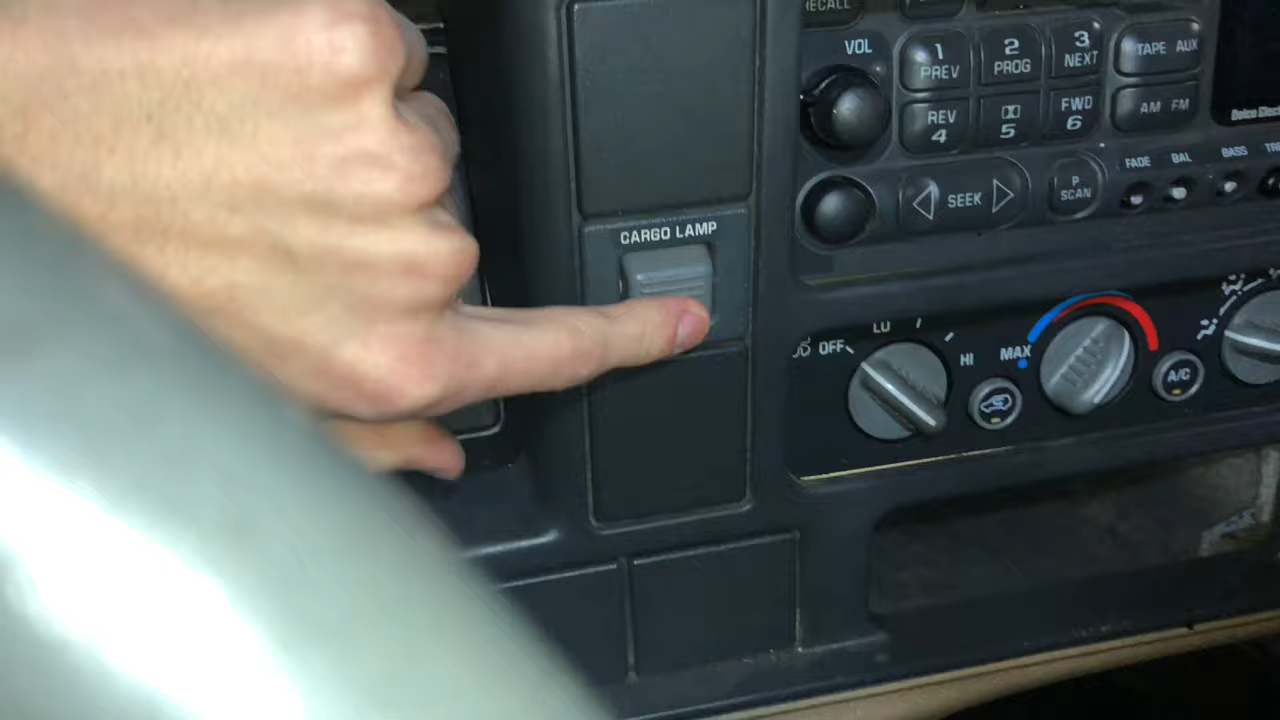 RECALL
VOL
1 PREV
2 PROG
3 NEXT
TAPE AUX
REV 4
5
FWD 6
AM FM
FADE BAL BASS
SEEK
P SCAN
CARGO LAMP
OFF
LO
HI
MAX
A/C